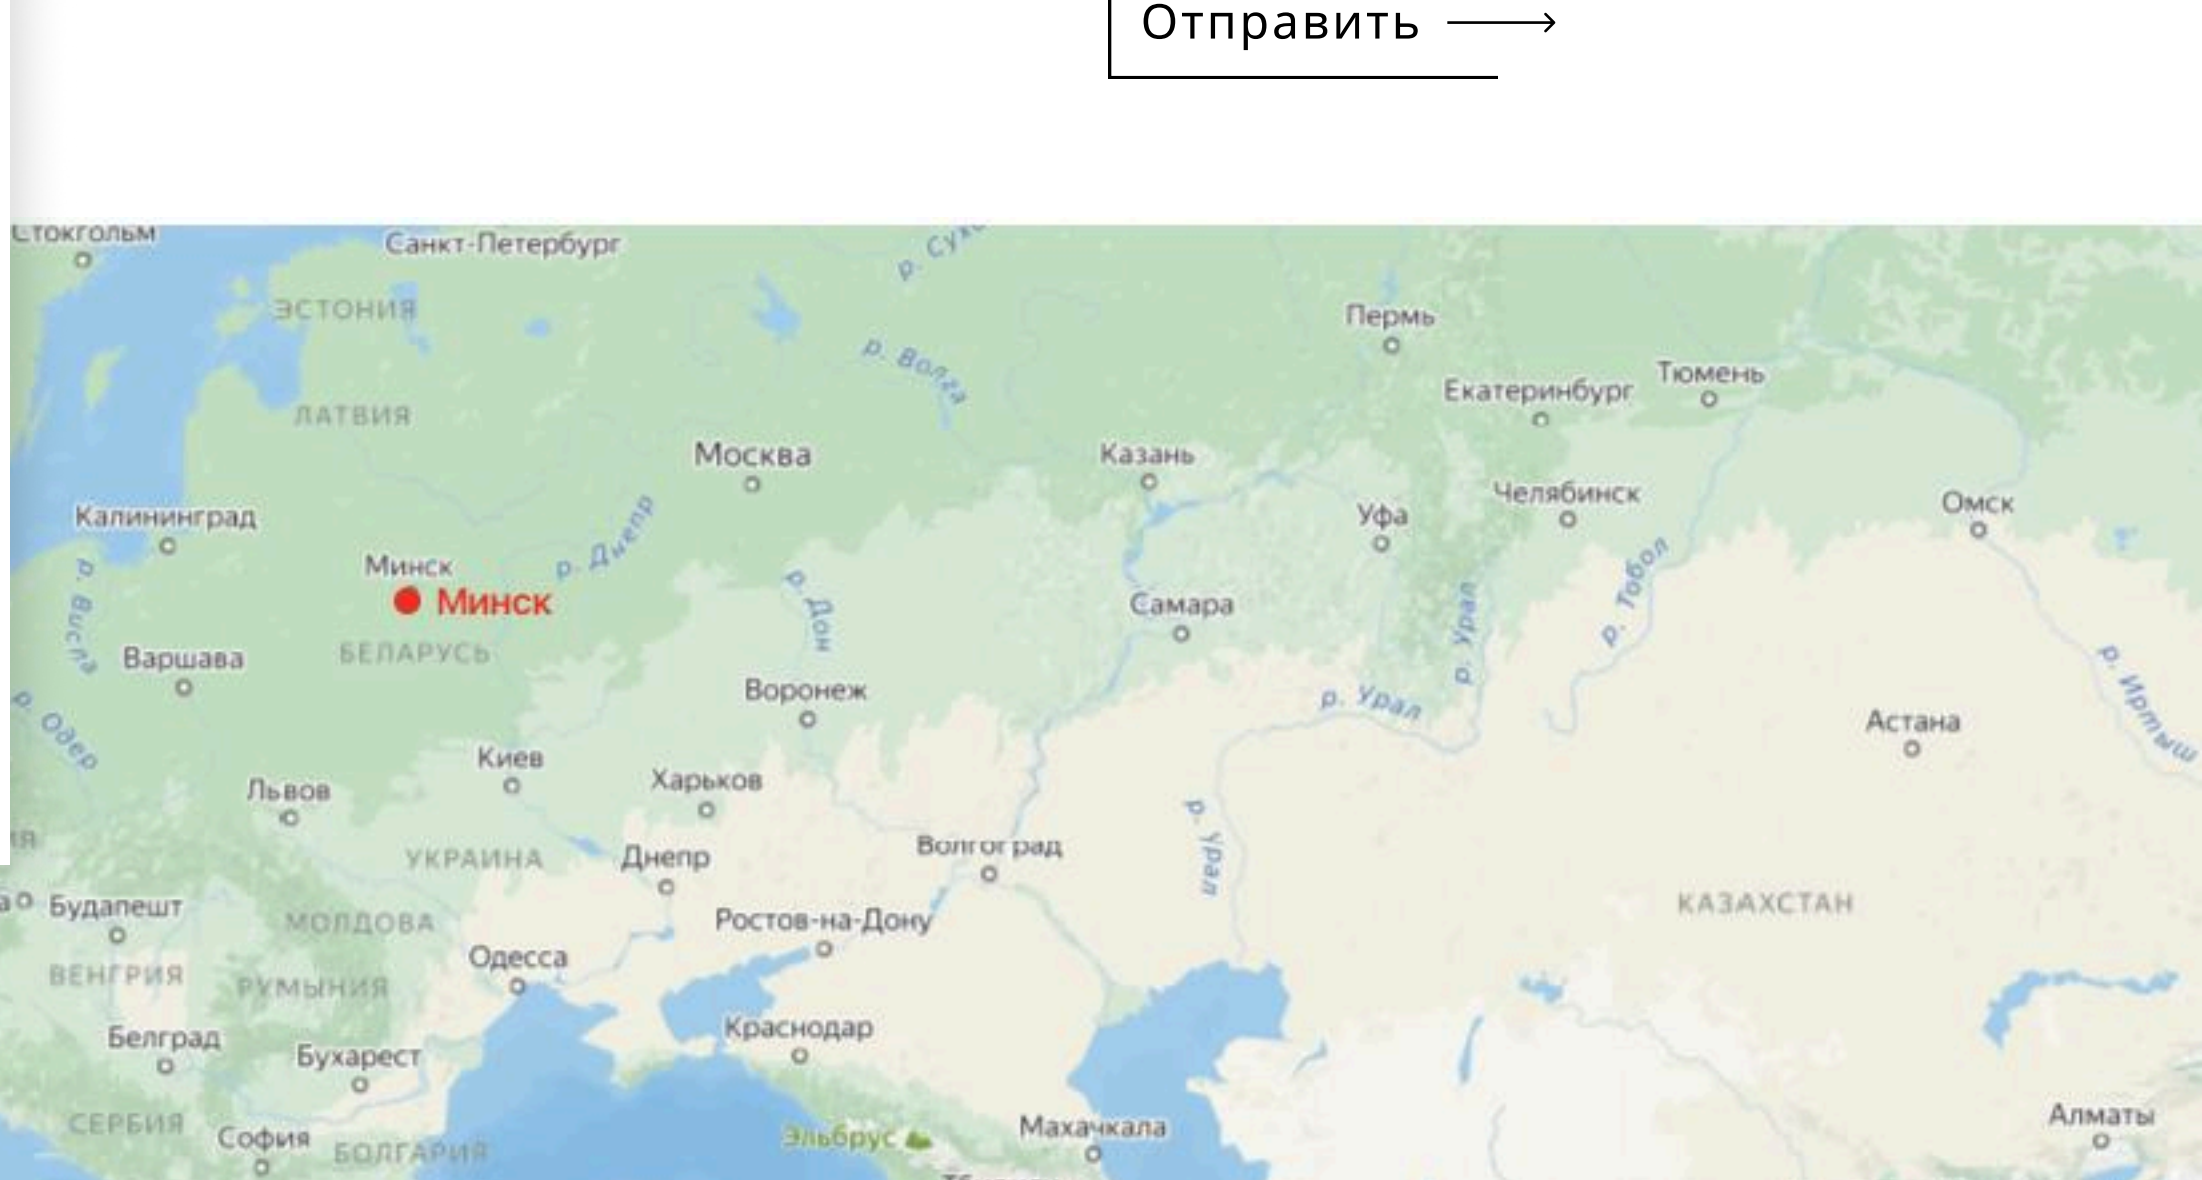 Отправить
Стокгольм
Санкт-Петербург
ЭСТОНИЯ
Пермь
р. Волга
Екатеринбург
Тюмень
ЛАТВИЯ
Москва
Казань
Калининград
Челябинск
Омск
Уфа
р. Днепр
Минск
Минск
р. Висла
р. Дон
Самара
р. Урал
р. Тобол
БЕЛАРУСЬ
Варшава
Воронеж
р. Урал
р. Иртыш
р. Одер
Астана
Киев
Харьков
Львов
р. Урал
УКРАИНА
Днепр
Волгоград
Будапешт
МОЛДОВА
Ростов-на-Дону
КАЗАХСТАН
Одесса
ВЕНГРИЯ
РУМЫНИЯ
Белград
Бухарест
Краснодар
СЕРБИЯ
София
БОЛГАРИЯ
Эльбрус
Махачкала
Алматы